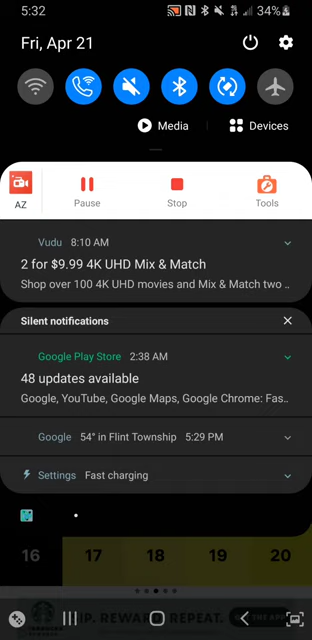 5:32 34%
Fri, Apr 21
Media Devices
AZ Pause Stop Tools
Vudu 8:10 AM
2 for $9.99 4K UHD Mix & Match
Shop over 100 4K UHD movies and Mix & Match two ..
Silent notifications
Google Play Store 2:38 AM
48 updates available
Google, YouTube, Google Maps, Google Chrome: Fas..
Google 54° in Flint Township 5:29 PM
Settings Fast charging
16 17 18 19 20
REWARD. REPEAT. THE APP